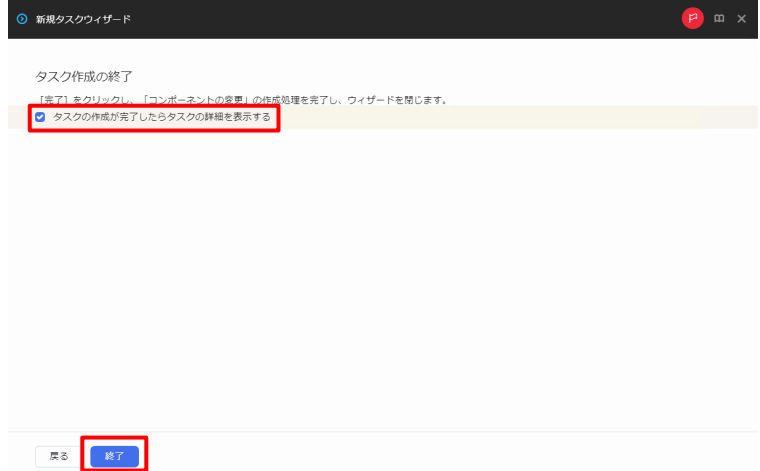 新規タスクウィザード
タスク作成の終了
［完了］をクリックし、「コンポーネントの変更」の作成処理を完了し、ウィザードを閉じます。
タスクの作成が完了したらタスクの詳細を表示する
戻る
終了